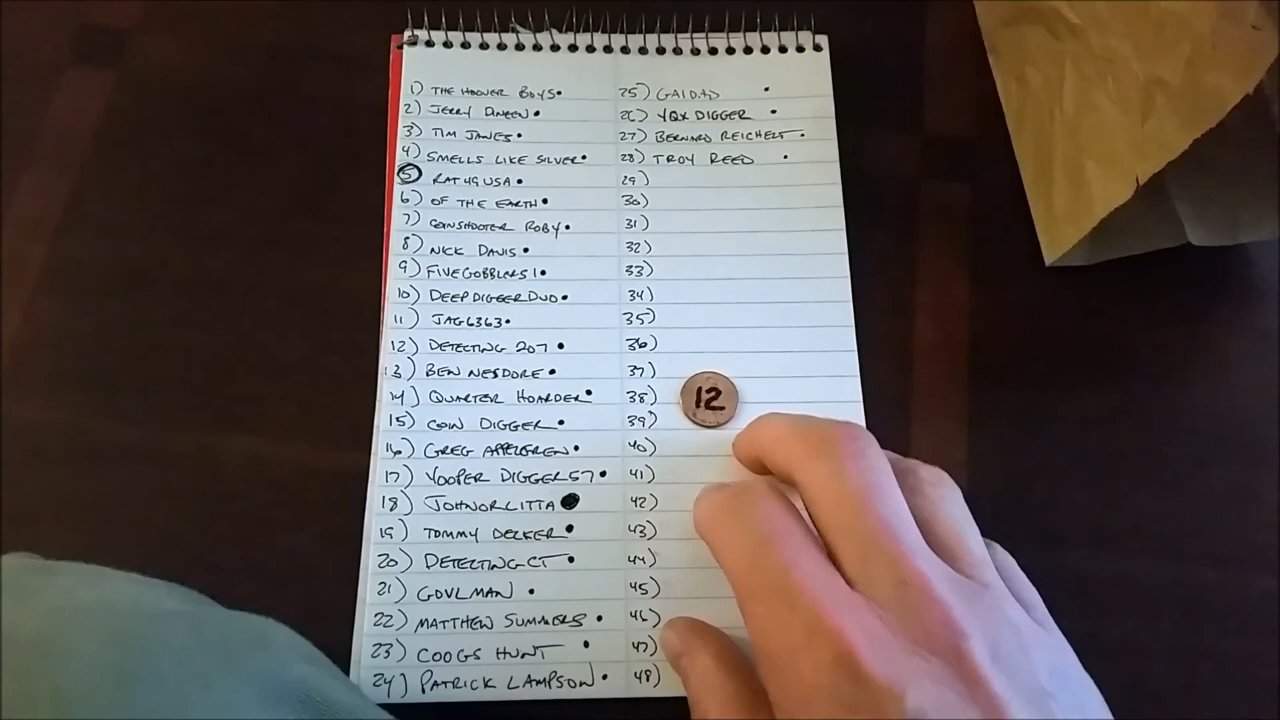 1) THE HOOVER BOYS
2) JERRY DINEEN
3) TIM JANES
4) SMELLS LIKE SILVER
5) RAT49USA
6) OF THE EARTH
7) COINSHOOTER ROBY
8) NICK DAVIS
9) FIVEGOBBLERS1
10) DEEPDIGGERDUO
11) JAG6363
12) DETECTING 207
13) BEN NESDORE
14) QUARTER HOARDER
15) COIN DIGGER
16) GREG APPELGREN
17) YOOPER DIGGER57
18) JOHNORLITTA
19) TOMMY DECKER
20) DETECTINGCT
21) GOVLMAN
22) MATTHEW SUMMERS
23) COOGS HUNT
24) PATRICK LAMPSON
25) GAIDAD
26) YQX DIGGER
27) BERNARD REICHELT
28) TROY REED
29)
30)
31)
32)
33)
34)
35)
36)
37)
38)
39)
40)
41)
42)
43)
44)
45)
46)
47)
48)
12